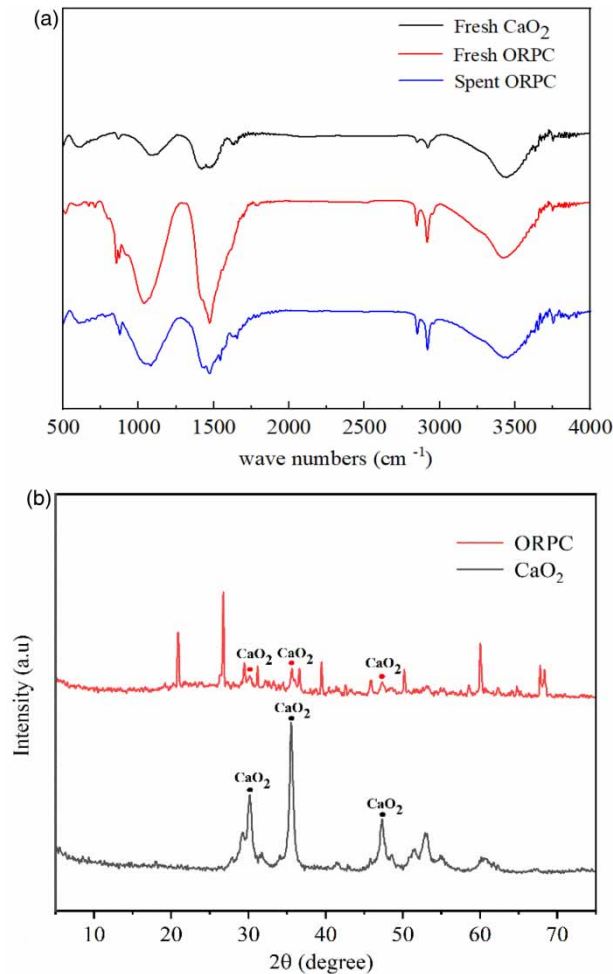 (a)
Fresh CaO₂
Fresh ORPC
Spent ORPC
500 1000 1500 2000 2500 3000 3500 4000
wave numbers (cm ⁻¹)
(b)
ORPC
CaO₂
CaO₂ CaO₂ CaO₂
CaO₂
CaO₂ CaO₂
Intensity (a.u)
10 20 30 40 50 60 70
2θ (degree)